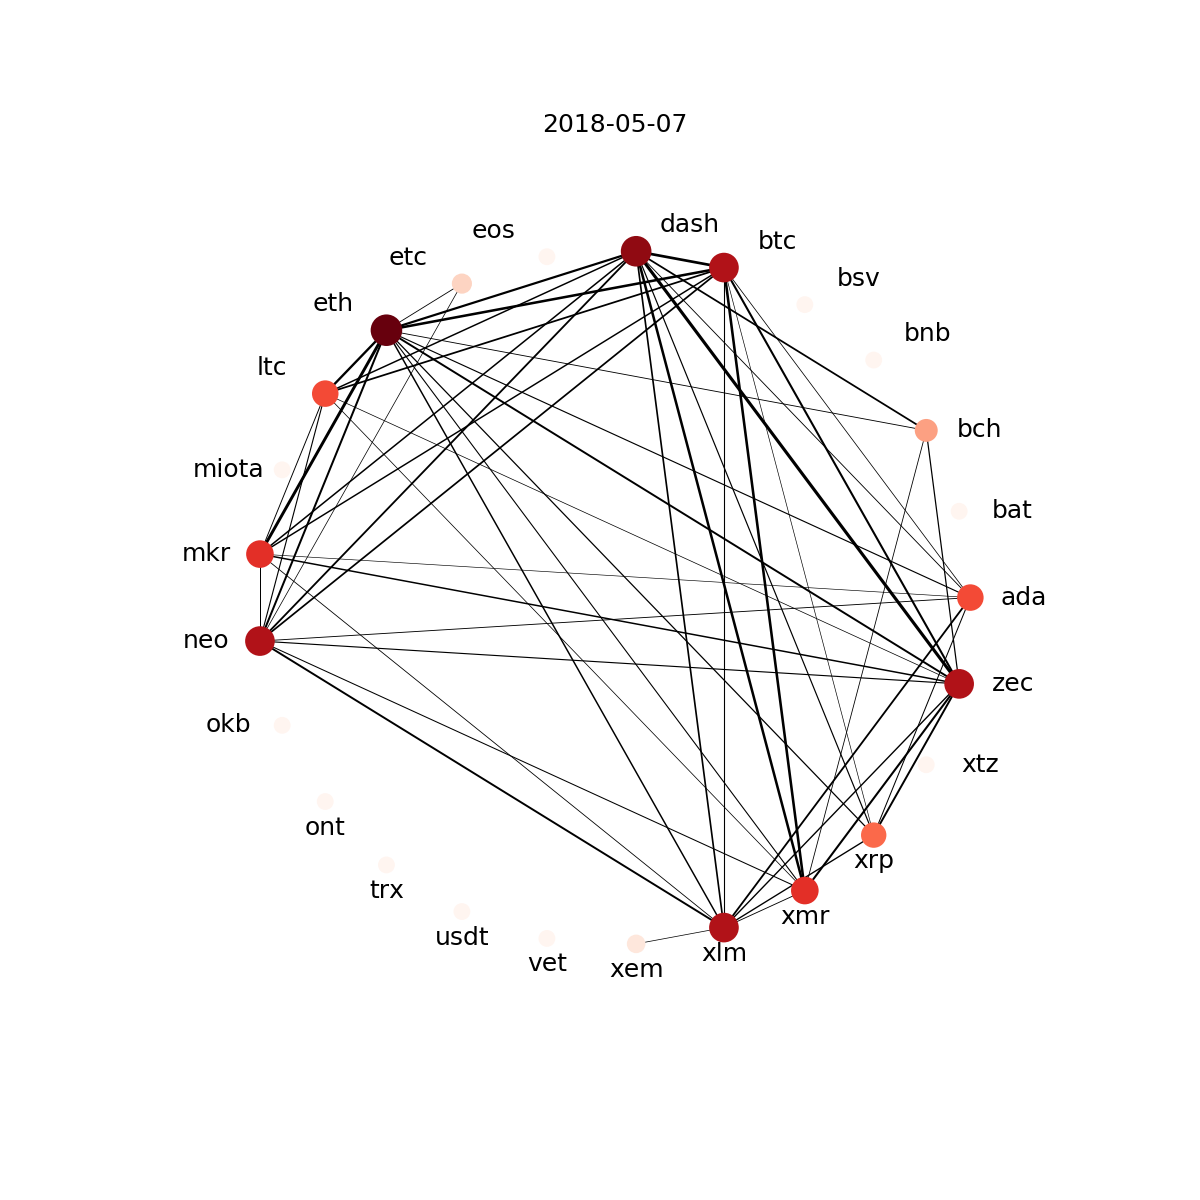 2018-05-07
dash
eos
btc
etc
bsv
eth
bnb
ltc
bch
miota
bat
mkr
ada
neo
zec
okb
xtz
ont
xrp
trx
xmr
usdt
xlm
vet
xem